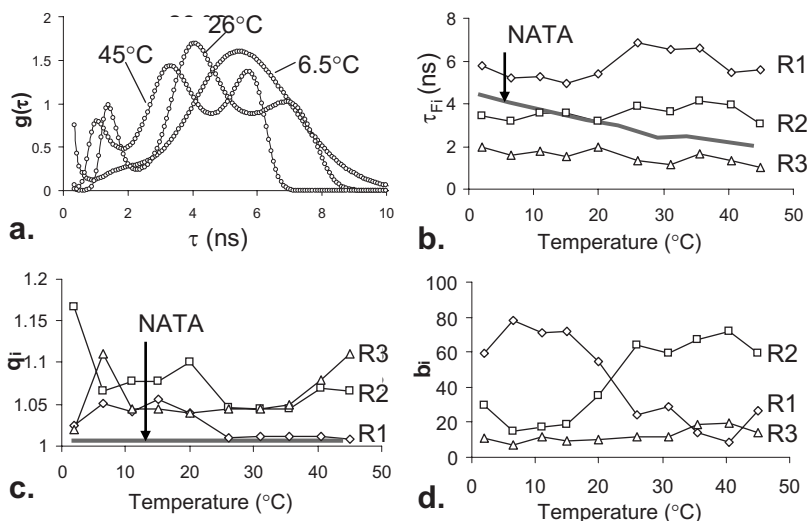 2
1.5
1
0.5
0
g(τ)
26°C
45°C
6.5°C
0 2 4 6 8 10
τ (ns)
a.
8
6
4
2
0
τFi (ns)
NATA
R1
R2
R3
0 10 20 30 40 50
Temperature (°C)
b.
1.2
1.15
1.1
1.05
1
qi
NATA
R3
R2
R1
0 10 20 30 40 50
Temperature (°C)
c.
100
80
60
40
20
0
bi
R2
R1
R3
0 10 20 30 40 50
Temperature (°C)
d.